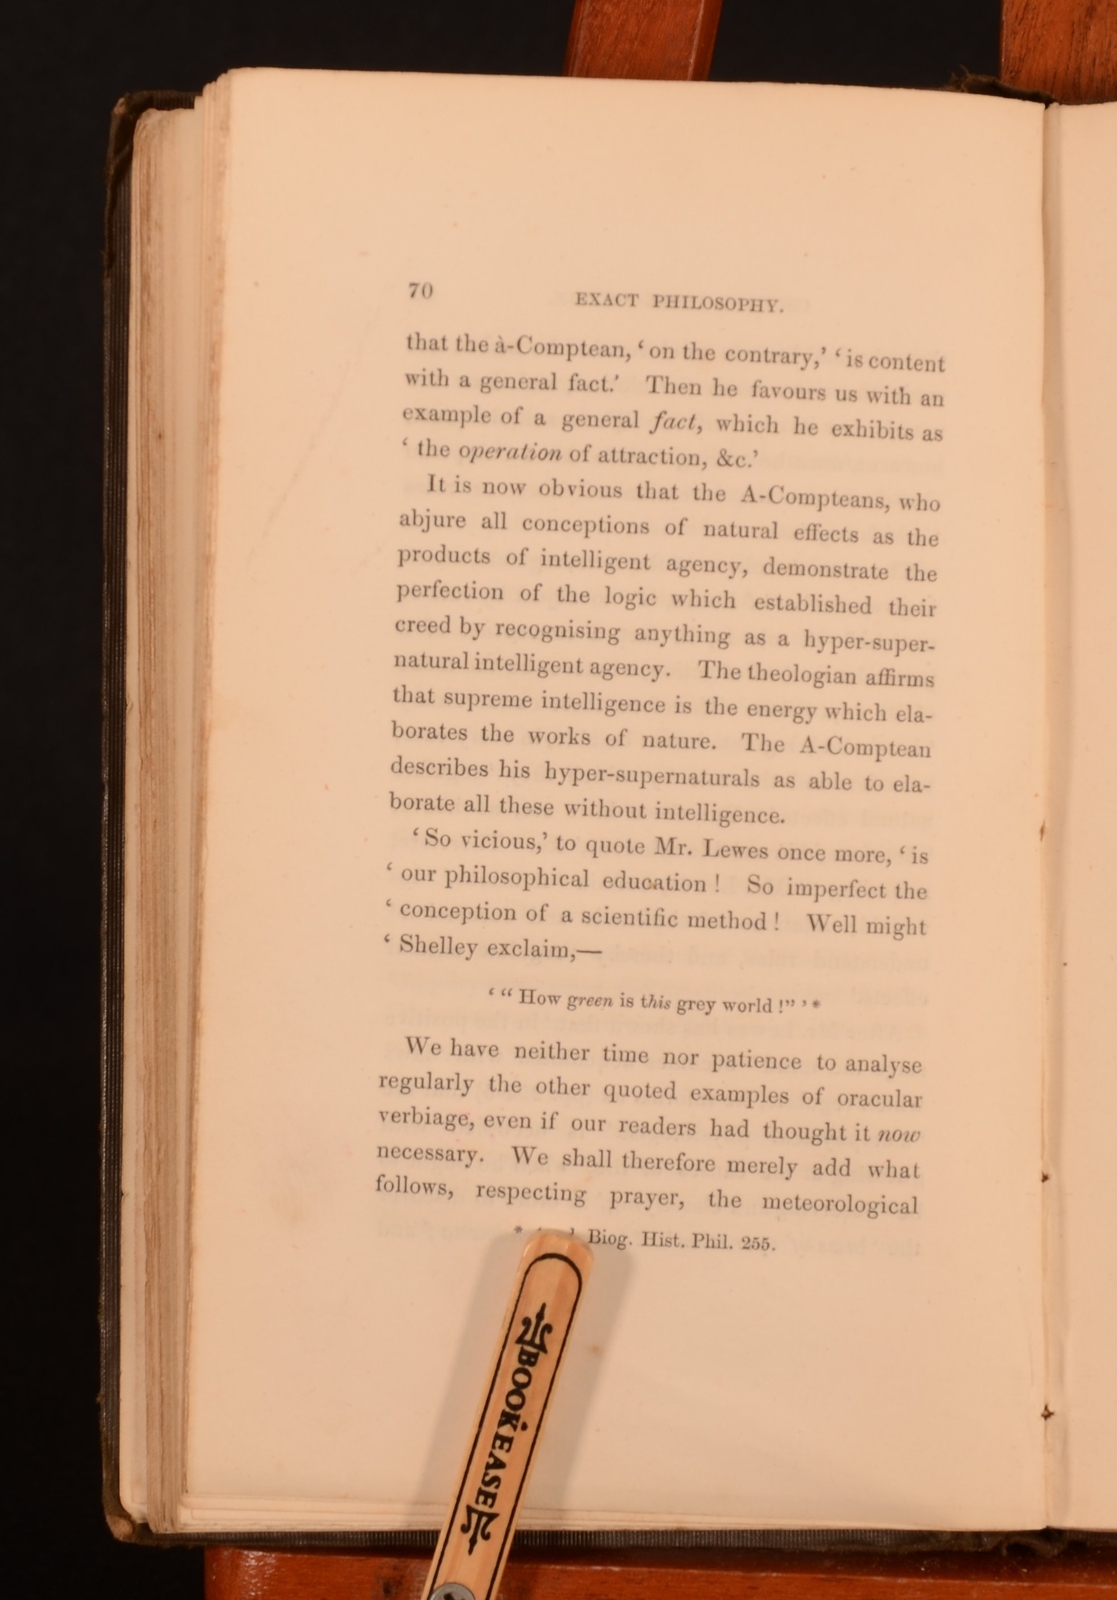 70
EXACT PHILOSOPHY.
that the à-Comptean, ‘ on the contrary,’ ‘ is content
with a general fact.’ Then he favours us with an
example of a general fact, which he exhibits as
‘ the operation of attraction, &c.’
It is now obvious that the A-Compteans, who
abjure all conceptions of natural effects as the
products of intelligent agency, demonstrate the
perfection of the logic which established their
creed by recognising anything as a hyper-super-
natural intelligent agency. The theologian affirms
that supreme intelligence is the energy which ela-
borates the works of nature. The A-Comptean
describes his hyper-supernaturals as able to ela-
borate all these without intelligence.
‘ So vicious,’ to quote Mr. Lewes once more, ‘ is
‘ our philosophical education ! So imperfect the
‘ conception of a scientific method ! Well might
‘ Shelley exclaim,—
‘ “ How green is this grey world !” ’ *
We have neither time nor patience to analyse
regularly the other quoted examples of oracular
verbiage, even if our readers had thought it now
necessary. We shall therefore merely add what
follows, respecting prayer, the meteorological
* Biog. Hist. Phil. 255.
BOOKEASE